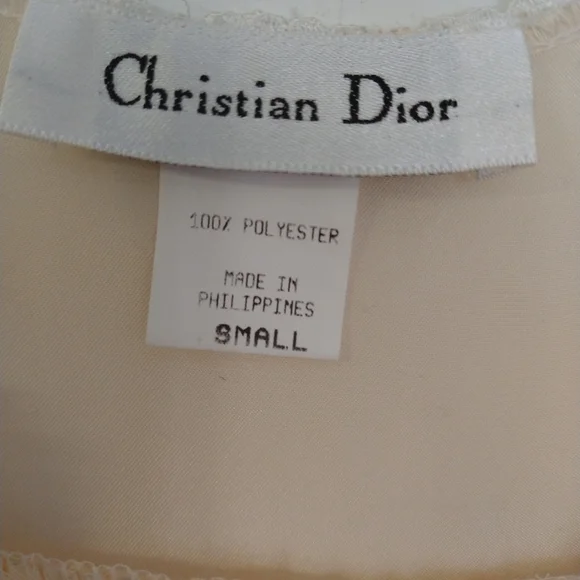 Christian Dior
100% POLYESTER
MADE IN
PHILIPPINES
SMALL